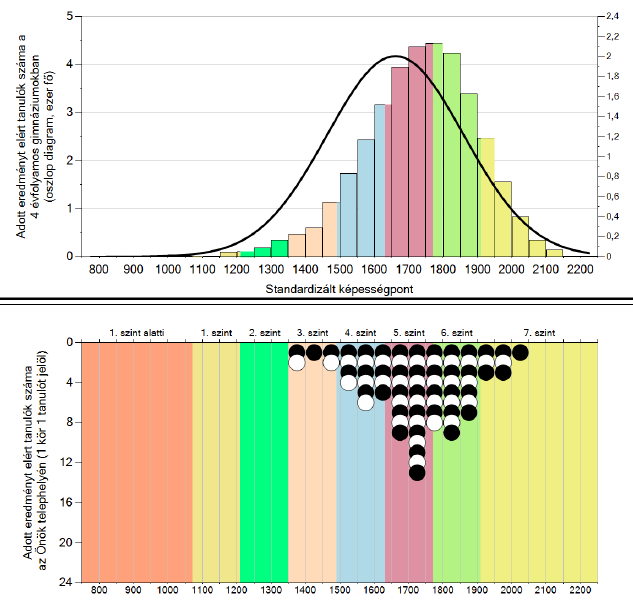 Adott eredményt elért tanulók száma a
4 évfolyamos gimnáziumokban
(oszlop diagram, ezer fő)
5
4
3
2
1
0
2,4
2,2
2
1,8
1,6
1,4
1,2
1
0,8
0,6
0,4
0,2
0
800 900 1000 1100 1200 1300 1400 1500 1600 1700 1800 1900 2000 2100 2200
Standardizált képességpont
1. szint alatti 1. szint 2. szint 3. szint 4. szint 5. szint 6. szint 7. szint
Adott eredményt elért tanulók száma
az Önök telephelyén (1 kör 1 tanulót jelöl)
0
4
8
12
16
20
24
800 900 1000 1100 1200 1300 1400 1500 1600 1700 1800 1900 2000 2100 2200